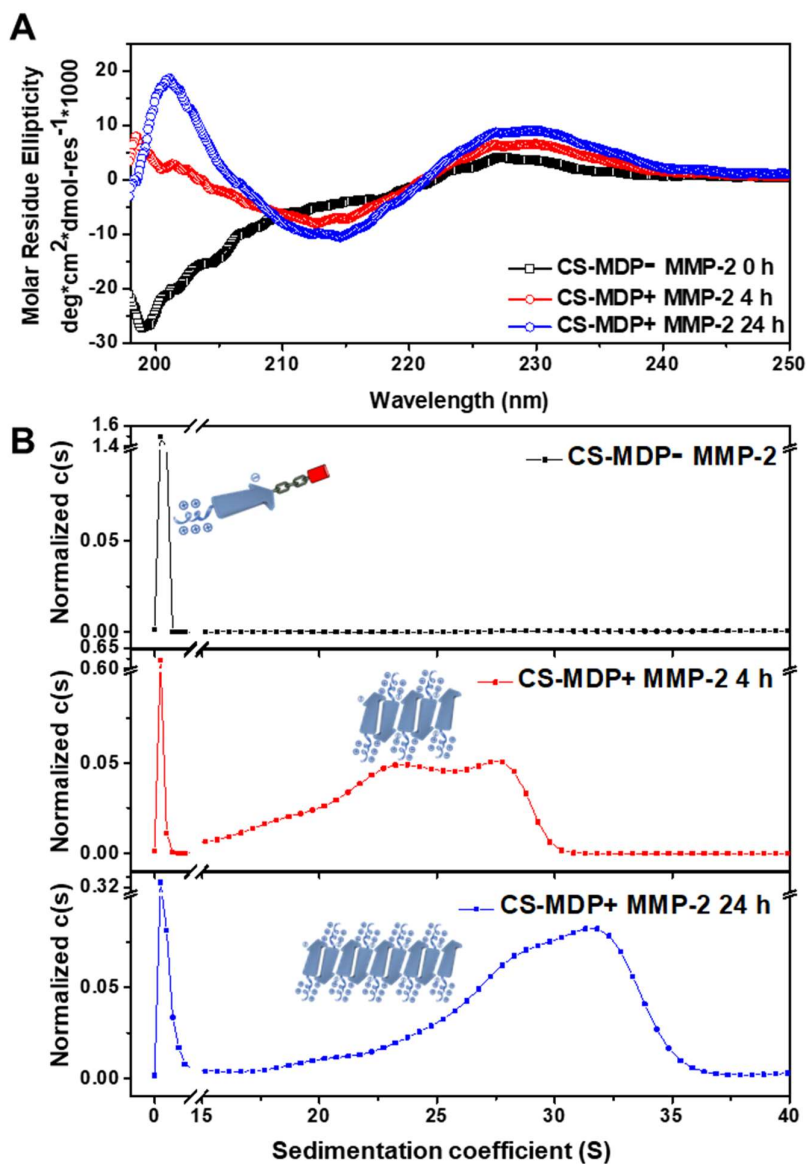 A
Molar Residue Ellipticity
deg*cm²*dmol-res⁻¹*1000
20
10
0
-10
-20
-30
CS-MDP- MMP-2 0 h
CS-MDP+ MMP-2 4 h
CS-MDP+ MMP-2 24 h
200 210 220 230 240 250
Wavelength (nm)
B
Normalized c(s)
1.6
1.4
0.05
0.00
CS-MDP- MMP-2
Normalized c(s)
0.65
0.60
0.05
0.00
CS-MDP+ MMP-2 4 h
Normalized c(s)
0.32
0.05
0.00
CS-MDP+ MMP-2 24 h
0 15 20 25 30 35 40
Sedimentation coefficient (S)